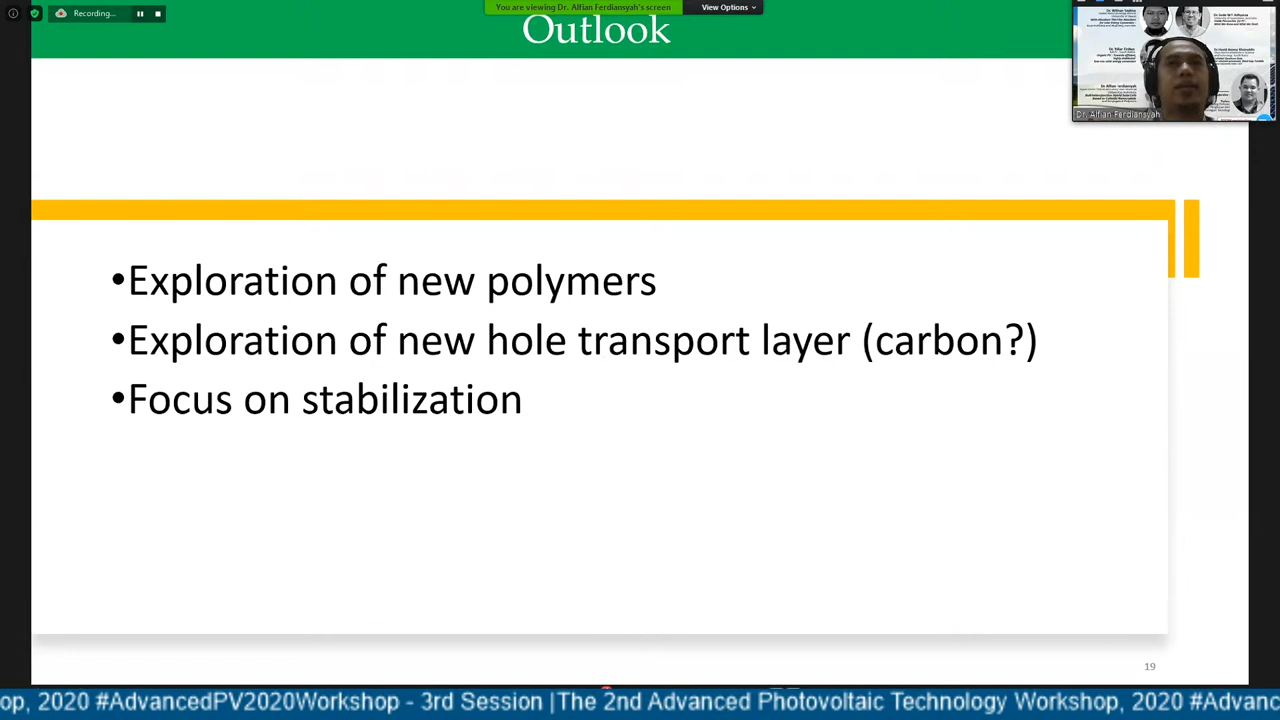 Recording...
You are viewing Dr. Alfian Ferdiansyah's screen
View Options
Outlook
Dr. Alfian Ferdiansyah
•Exploration of new polymers
•Exploration of new hole transport layer (carbon?)
•Focus on stabilization
19
op, 2020 #AdvancedPV2020Workshop - 3rd Session |The 2nd Advanced Photovoltaic Technology Workshop, 2020 #Advanc